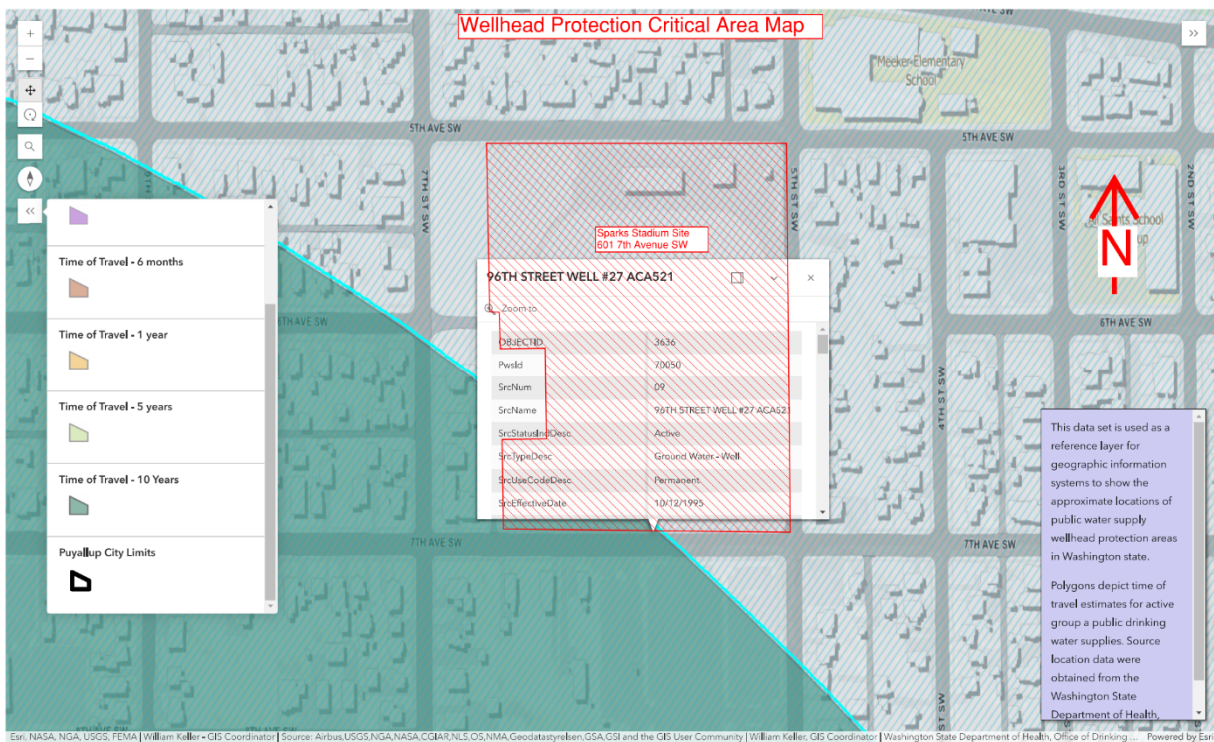 Wellhead Protection Critical Area Map
Meeker Elementary
School
5TH AVE SW
5TH AVE SW
7TH ST SW
5TH ST SW
3RD ST SW
2ND ST SW
All Saints School
N
Sparks Stadium Site
601 7th Avenue SW
96TH STREET WELL #27 ACA521
Zoom to
OBJECTID 3636
PwsId 70050
SrcNum 09
SrcName 96TH STREET WELL #27 ACA521
SrcStatusIndDesc Active
SrcTypeDesc Ground Water - Well
SrcUseCodeDesc Permanent
SrcEffectiveDate 10/12/1995
Time of Travel - 6 months
Time of Travel - 1 year
Time of Travel - 5 years
Time of Travel - 10 Years
Puyallup City Limits
6TH AVE SW
6TH AVE SW
4TH ST SW
7TH AVE SW
7TH AVE SW
This data set is used as a
reference layer for
geographic information
systems to show the
approximate locations of
public water supply
wellhead protection areas
in Washington state.
Polygons depict time of
travel estimates for active
group a public drinking
water supplies. Source
location data were
obtained from the
Washington State
Department of Health,
Esri, NASA, NGA, USGS, FEMA | William Keller - GIS Coordinator | Source: Airbus,USGS,NGA,NASA,CGIAR,NLS,OS,NMA,Geodatastyrelsen,GSA,GSI and the GIS User Community | William Keller, GIS Coordinator | Washington State Department of Health, Office of Drinking ... Powered by Esri